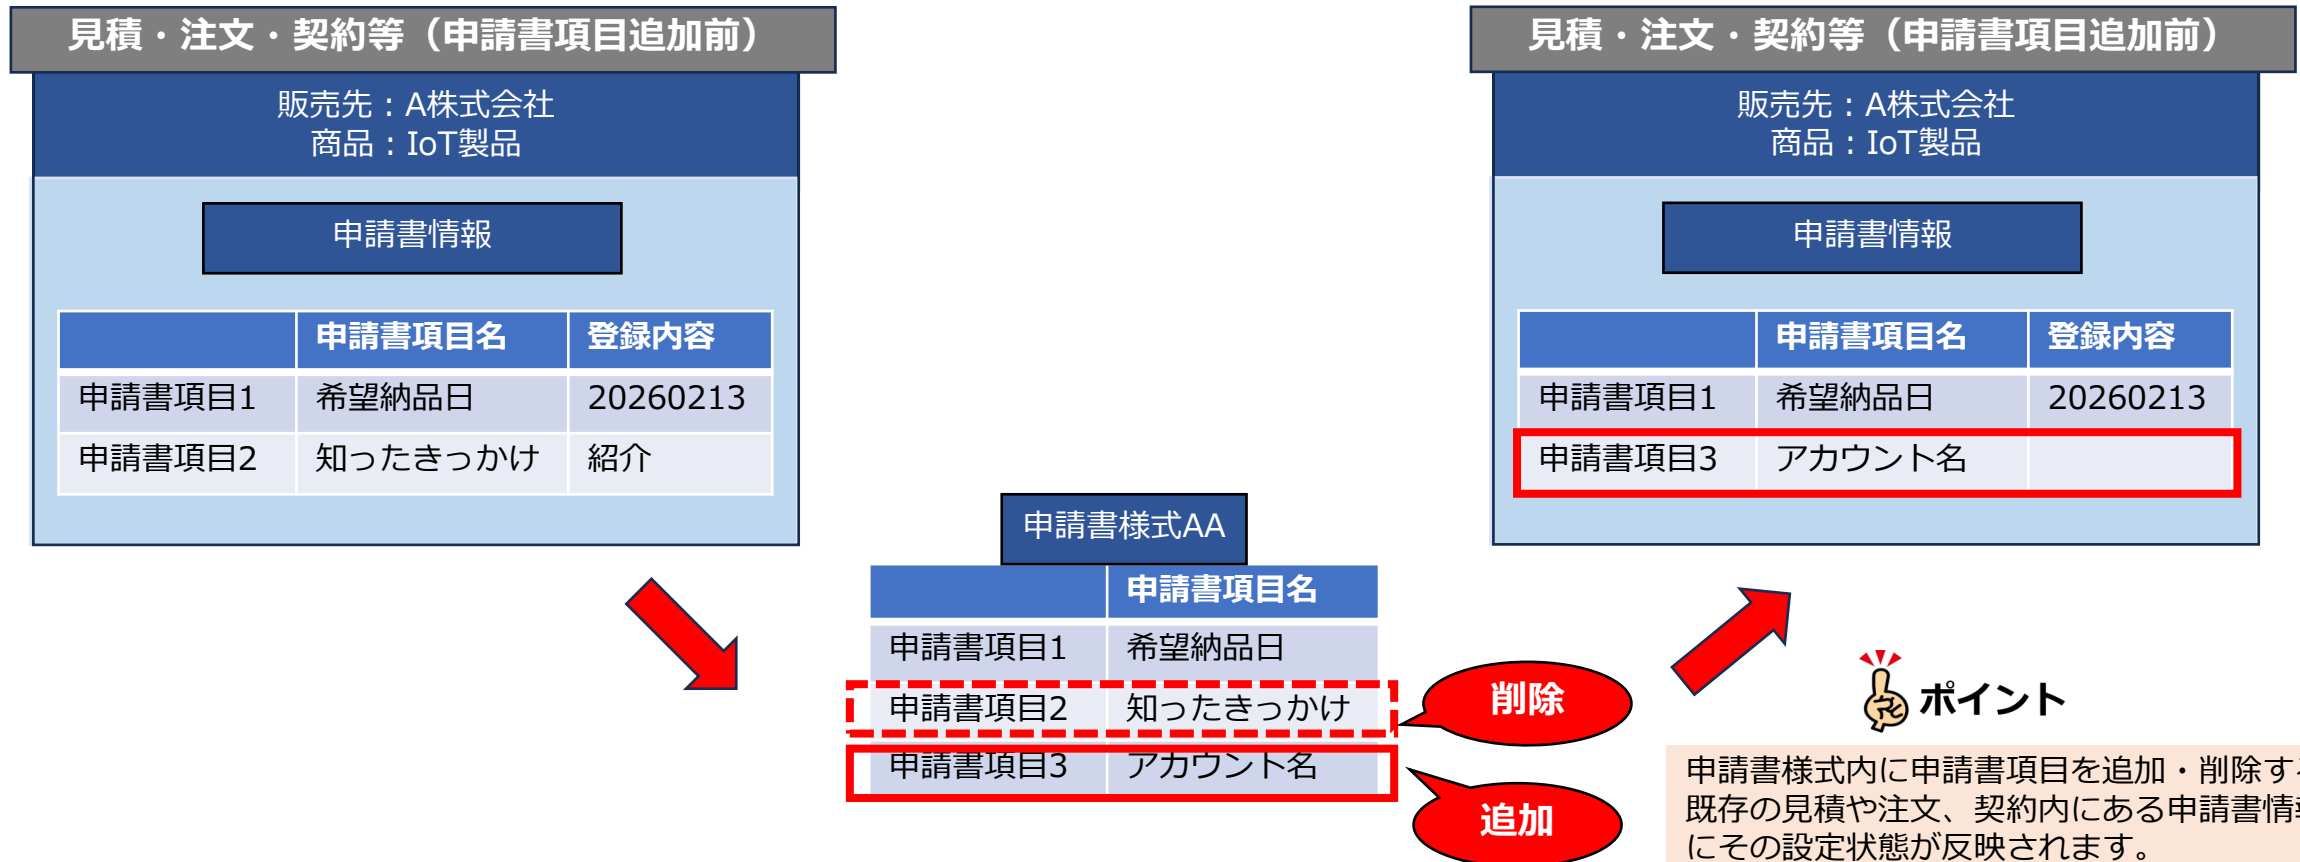 見積・注文・契約等（申請書項目追加前）
販売先：A株式会社
商品：IoT製品
申請書情報
申請書項目名 登録内容
申請書項目1 希望納品日 20260213
申請書項目2 知ったきっかけ 紹介
申請書様式AA
申請書項目名
申請書項目1 希望納品日
申請書項目2 知ったきっかけ
申請書項目3 アカウント名
削除
追加
見積・注文・契約等（申請書項目追加前）
販売先：A株式会社
商品：IoT製品
申請書情報
申請書項目名 登録内容
申請書項目1 希望納品日 20260213
申請書項目3 アカウント名
ポイント
申請書様式内に申請書項目を追加・削除す
既存の見積や注文、契約内にある申請書情
にその設定状態が反映されます。